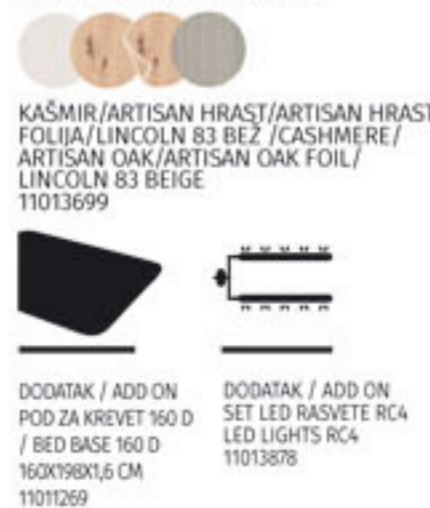 KAŠMIR/ARTISAN HRAST/ARTISAN HRAST
FOLIJA/LINCOLN 83 BEŽ /CASHMERE/
ARTISAN OAK/ARTISAN OAK FOIL/
LINCOLN 83 BEIGE
11013699
DODATAK / ADD ON
POD ZA KREVET 160 D
/ BED BASE 160 D
160X198X1,6 CM
11011269
DODATAK / ADD ON
SET LED RASVETE RC4
LED LIGHTS RC4
11013878